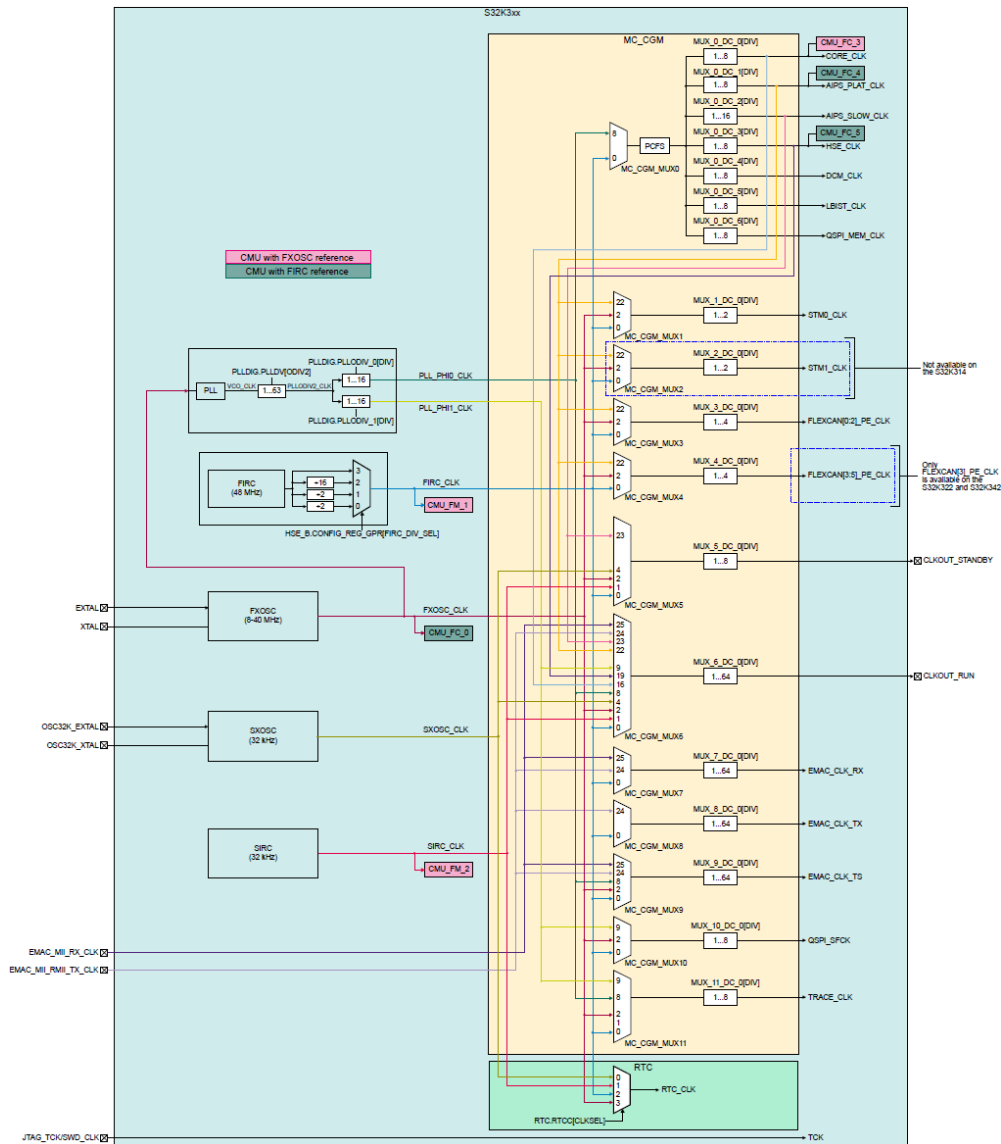 S32K3xx
MC_CGM
MUX_0_DC_0[DIV]
1...8
CMU_FC_3
CORE_CLK
MUX_0_DC_1[DIV]
1...8
CMU_FC_4
AIPS_PLAT_CLK
MUX_0_DC_2[DIV]
1...16
AIPS_SLOW_CLK
8
0
MC_CGM_MUX0
PCFS
MUX_0_DC_3[DIV]
1...8
CMU_FC_5
HSE_CLK
MUX_0_DC_4[DIV]
1...8
DCM_CLK
MUX_0_DC_5[DIV]
1...8
LBIST_CLK
MUX_0_DC_6[DIV]
1...8
QSPI_MEM_CLK
CMU with FXOSC reference
CMU with FIRC reference
22
2
0
MC_CGM_MUX1
MUX_1_DC_0[DIV]
1...2
STM0_CLK
22
2
0
MC_CGM_MUX2
MUX_2_DC_0[DIV]
1...2
STM1_CLK
Not available on
the S32K314
PLLDIG.PLLODIV_0[DIV]
PLLDIG.PLLDV[ODIV2]
PLL
VCO_CLK
1...63
PLLODIV2_CLK
1...16
1...16
PLLDIG.PLLODIV_1[DIV]
PLL_PHI0_CLK
PLL_PHI1_CLK
22
2
0
MC_CGM_MUX3
MUX_3_DC_0[DIV]
1...4
FLEXCAN[0:2]_PE_CLK
22
2
0
MC_CGM_MUX4
MUX_4_DC_0[DIV]
1...4
FLEXCAN[3:5]_PE_CLK
Only
FLEXCAN[3]_PE_CLK
is available on the
S32K322 and S32K342
FIRC
(48 MHz)
÷16
÷2
÷2
3
2
1
0
FIRC_CLK
CMU_FM_1
HSE_B.CONFIG_REG_GPR[FIRC_DIV_SEL]
23
4
2
1
0
MC_CGM_MUX5
MUX_5_DC_0[DIV]
1...8
CLKOUT_STANDBY
EXTAL
XTAL
FXOSC
(8-40 MHz)
FXOSC_CLK
CMU_FC_0
25
24
23
22
9
19
16
8
4
2
1
0
MC_CGM_MUX6
MUX_6_DC_0[DIV]
1...64
CLKOUT_RUN
OSC32K_EXTAL
OSC32K_XTAL
SXOSC
(32 kHz)
SXOSC_CLK
25
24
0
MC_CGM_MUX7
MUX_7_DC_0[DIV]
1...64
EMAC_CLK_RX
24
0
MC_CGM_MUX8
MUX_8_DC_0[DIV]
1...64
EMAC_CLK_TX
SIRC
(32 kHz)
SIRC_CLK
CMU_FM_2
25
24
8
2
0
MC_CGM_MUX9
MUX_9_DC_0[DIV]
1...64
EMAC_CLK_TS
EMAC_MII_RX_CLK
EMAC_MII_RMII_TX_CLK
9
2
0
MC_CGM_MUX10
MUX_10_DC_0[DIV]
1...8
QSPI_SFCK
9
8
2
1
0
MC_CGM_MUX11
MUX_11_DC_0[DIV]
1...8
TRACE_CLK
RTC
0
1
2
3
RTC_CLK
RTC.RTCC[CLKSEL]
JTAG_TCK/SWD_CLK
TCK